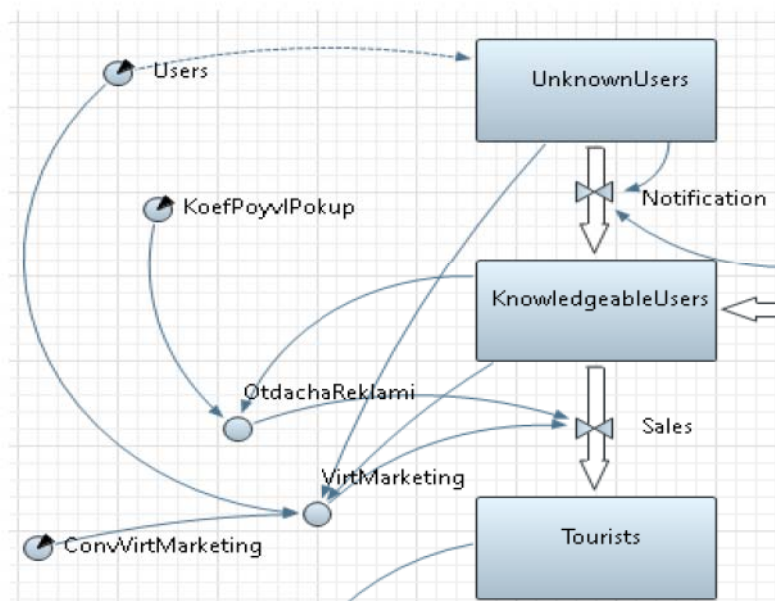 Users
UnknownUsers
KoefPoyvlPokup
Notification
KnowledgeableUsers
OtdachaReklami
Sales
VirtMarketing
ConvVirtMarketing
Tourists